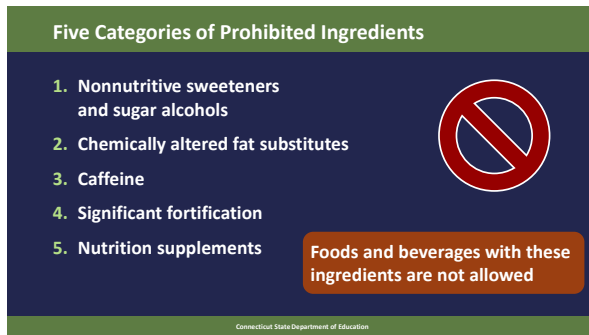 Five Categories of Prohibited Ingredients
1. Nonnutritive sweeteners
and sugar alcohols
2. Chemically altered fat substitutes
3. Caffeine
4. Significant fortification
5. Nutrition supplements
Foods and beverages with these
ingredients are not allowed
Connecticut State Department of Education